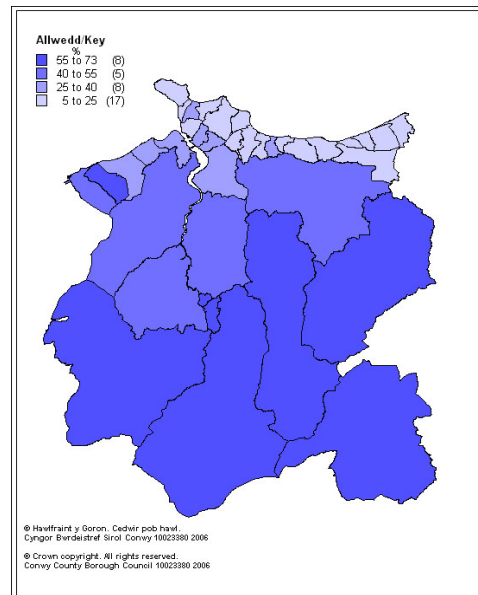 Allwedd/Key
%
55 to 73 (8)
40 to 55 (5)
25 to 40 (8)
5 to 25 (17)
© Hawlfraint y Goron. Cedwir pob hawl.
Cyngor Bwrdeistref Sirol Conwy 10023380 2006
© Crown copyright. All rights reserved.
Conwy County Borough Council 10023380 2006